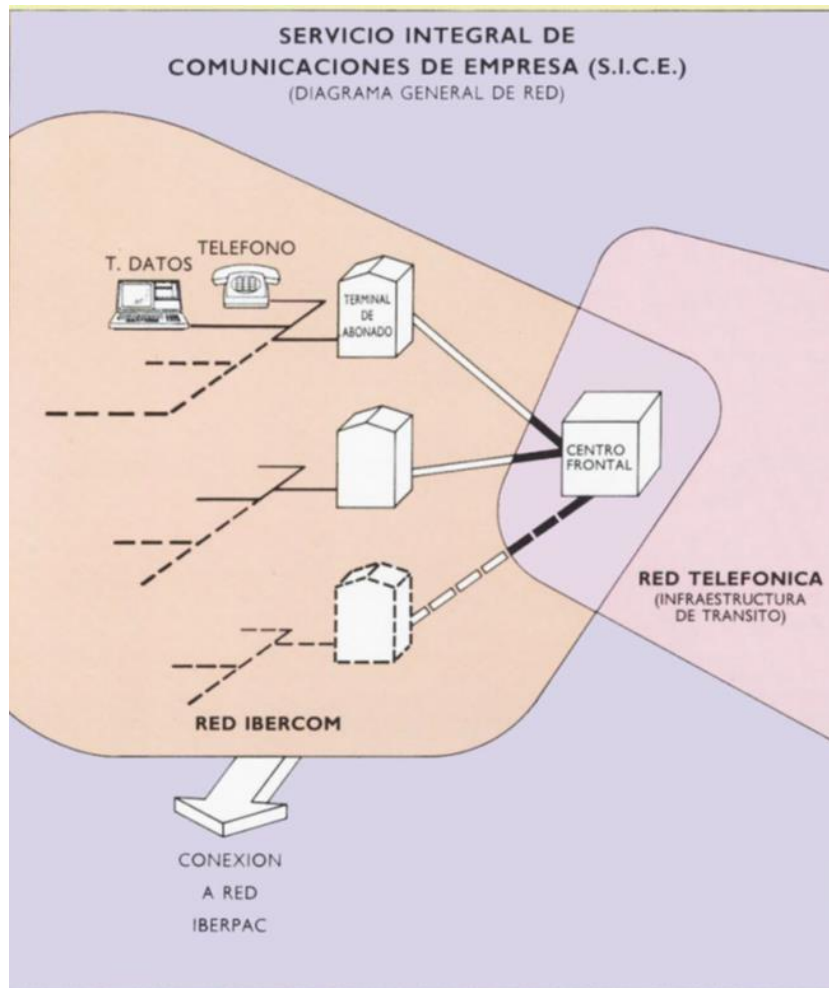 SERVICIO INTEGRAL DE
COMUNICACIONES DE EMPRESA (S.I.C.E.)
(DIAGRAMA GENERAL DE RED)
TELEFONO
T. DATOS
TERMINAL
DE
ABONADO
CENTRO
FRONTAL
RED TELEFONICA
(INFRAESTRUCTURA
DE TRANSITO)
RED IBERCOM
CONEXION
A RED
IBERPAC